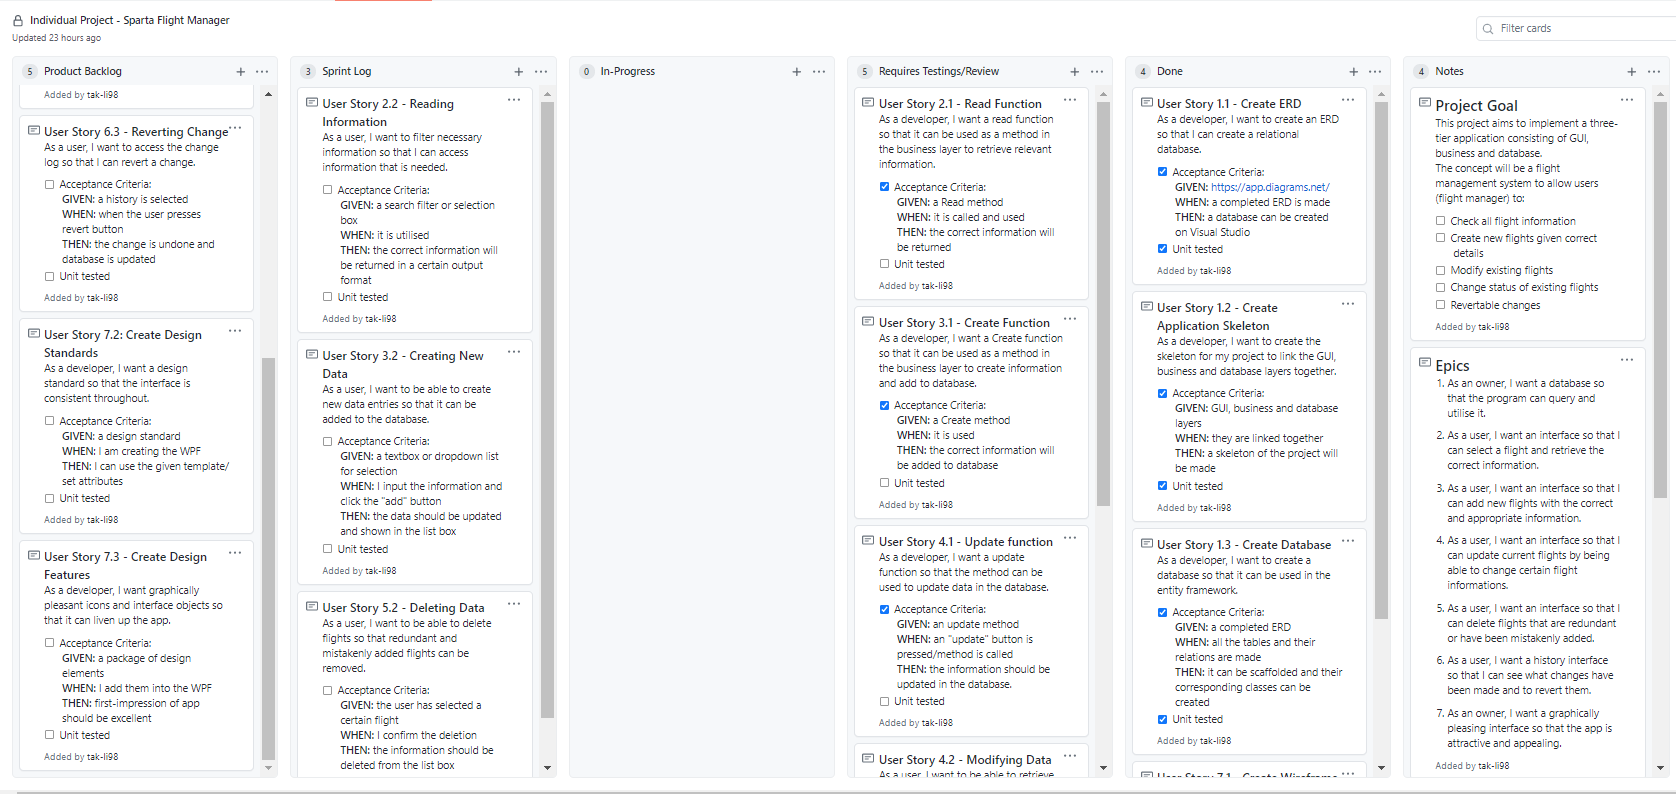 Individual Project - Sparta Flight Manager
Updated 23 hours ago
Filter cards
5 Product Backlog
Added by tak-li98
User Story 6.3 - Reverting Change
As a user, I want to access the change
log so that I can revert a change.
Acceptance Criteria:
GIVEN: a history is selected
WHEN: when the user presses
revert button
THEN: the change is undone and
database is updated
Unit tested
Added by tak-li98
User Story 7.2: Create Design
Standards
As a developer, I want a design
standard so that the interface is
consistent throughout.
Acceptance Criteria:
GIVEN: a design standard
WHEN: I am creating the WPF
THEN: I can use the given template/
set attributes
Unit tested
Added by tak-li98
User Story 7.3 - Create Design
Features
As a developer, I want graphically
pleasant icons and interface objects so
that it can liven up the app.
Acceptance Criteria:
GIVEN: a package of design
elements
WHEN: I add them into the WPF
THEN: first-impression of app
should be excellent
Unit tested
Added by tak-li98
3 Sprint Log
User Story 2.2 - Reading
Information
As a user, I want to filter necessary
information so that I can access
information that is needed.
Acceptance Criteria:
GIVEN: a search filter or selection
box
WHEN: it is utilised
THEN: the correct information will
be returned in a certain output
format
Unit tested
Added by tak-li98
User Story 3.2 - Creating New
Data
As a user, I want to be able to create
new data entries so that it can be
added to the database.
Acceptance Criteria:
GIVEN: a textbox or dropdown list
for selection
WHEN: I input the information and
click the "add" button
THEN: the data should be updated
and shown in the list box
Unit tested
Added by tak-li98
User Story 5.2 - Deleting Data
As a user, I want to be able to delete
flights so that redundant and
mistakenly added flights can be
removed.
Acceptance Criteria:
GIVEN: the user has selected a
certain flight
WHEN: I confirm the deletion
THEN: the information should be
deleted from the list box
0 In-Progress
5 Requires Testings/Review
User Story 2.1 - Read Function
As a developer, I want a read function
so that it can be used as a method in
the business layer to retrieve relevant
information.
Acceptance Criteria:
GIVEN: a Read method
WHEN: it is called and used
THEN: the correct information will
be returned
Unit tested
Added by tak-li98
User Story 3.1 - Create Function
As a developer, I want a Create function
so that it can be used as a method in
the business layer to create information
and add to database.
Acceptance Criteria:
GIVEN: a Create method
WHEN: it is used
THEN: the correct information will
be added to database
Unit tested
Added by tak-li98
User Story 4.1 - Update function
As a developer, I want a update
function so that the method can be
used to update data in the database.
Acceptance Criteria:
GIVEN: an update method
WHEN: an "update" button is
pressed/method is called
THEN: the information should be
updated in the database.
Unit tested
Added by tak-li98
User Story 4.2 - Modifying Data
As a user, I want to be able to retrieve
4 Done
User Story 1.1 - Create ERD
As a developer, I want to create an ERD
so that I can create a relational
database.
Acceptance Criteria:
GIVEN: https://app.diagrams.net/
WHEN: a completed ERD is made
THEN: a database can be created
on Visual Studio
Unit tested
Added by tak-li98
User Story 1.2 - Create
Application Skeleton
As a developer, I want to create the
skeleton for my project to link the GUI,
business and database layers together.
Acceptance Criteria:
GIVEN: GUI, business and database
layers
WHEN: they are linked together
THEN: a skeleton of the project will
be made
Unit tested
Added by tak-li98
User Story 1.3 - Create Database
As a developer, I want to create a
database so that it can be used in the
entity framework.
Acceptance Criteria:
GIVEN: a completed ERD
WHEN: all the tables and their
relations are made
THEN: it can be scaffolded and their
corresponding classes can be
created
Unit tested
Added by tak-li98
User Story 7.1 - Create Wireframe
4 Notes
Project Goal
This project aims to implement a three-
tier application consisting of GUI,
business and database.
The concept will be a flight
management system to allow users
(flight manager) to:
Check all flight information
Create new flights given correct
details
Modify existing flights
Change status of existing flights
Revertable changes
Added by tak-li98
Epics
1. As an owner, I want a database so
that the program can query and
utilise it.
2. As a user, I want an interface so that I
can select a flight and retrieve the
correct information.
3. As a user, I want an interface so that I
can add new flights with the correct
and appropriate information.
4. As a user, I want an interface so that I
can update current flights by being
able to change certain flight
informations.
5. As a user, I want an interface so that I
can delete flights that are redundant
or have been mistakenly added.
6. As a user, I want a history interface
so that I can see what changes have
been made and to revert them.
7. As an owner, I want a graphically
pleasing interface so that the app is
attractive and appealing.
Added by tak-li98